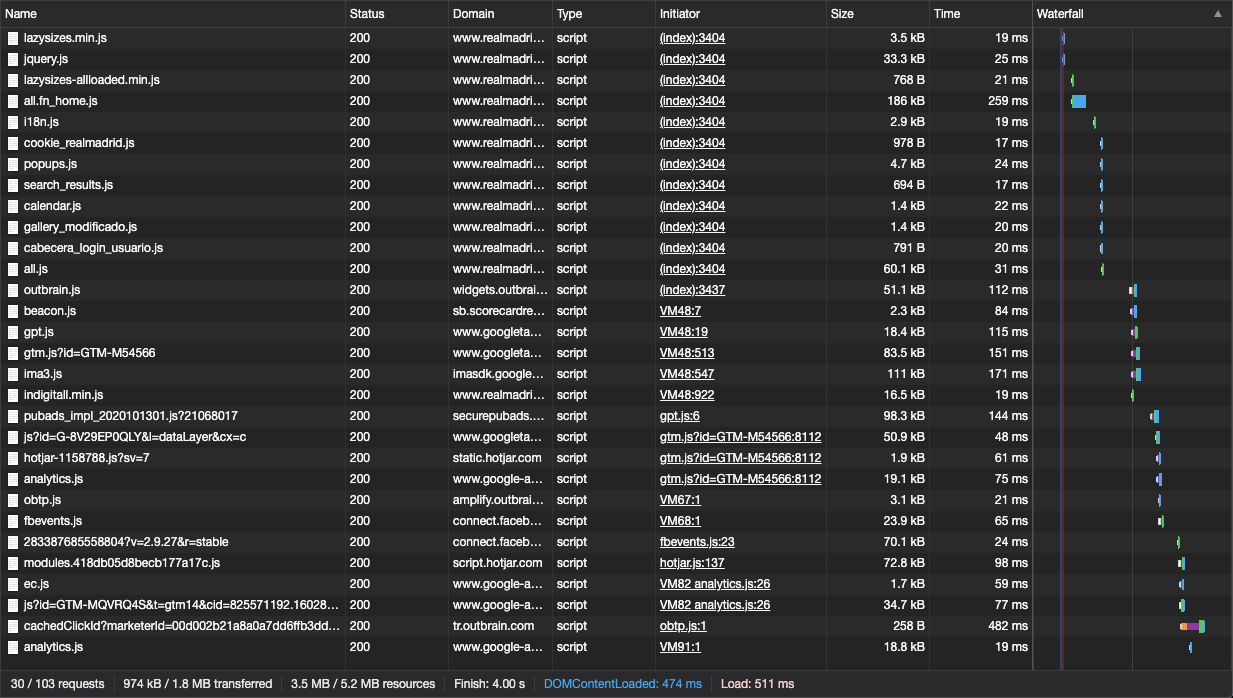 Name Status Domain Type Initiator Size Time Waterfall ▲
lazysizes.min.js 200 www.realmadri... script (index):3404 3.5 kB 19 ms
jquery.js 200 www.realmadri... script (index):3404 33.3 kB 25 ms
lazysizes-allloaded.min.js 200 www.realmadri... script (index):3404 768 B 21 ms
all.fn_home.js 200 www.realmadri... script (index):3404 186 kB 259 ms
i18n.js 200 www.realmadri... script (index):3404 2.9 kB 19 ms
cookie_realmadrid.js 200 www.realmadri... script (index):3404 978 B 17 ms
popups.js 200 www.realmadri... script (index):3404 4.7 kB 24 ms
search_results.js 200 www.realmadri... script (index):3404 694 B 17 ms
calendar.js 200 www.realmadri... script (index):3404 1.4 kB 22 ms
gallery_modificado.js 200 www.realmadri... script (index):3404 1.4 kB 20 ms
cabecera_login_usuario.js 200 www.realmadri... script (index):3404 791 B 20 ms
all.js 200 www.realmadri... script (index):3404 60.1 kB 31 ms
outbrain.js 200 widgets.outbrai... script (index):3437 51.1 kB 112 ms
beacon.js 200 sb.scorecardre... script VM48:7 2.3 kB 84 ms
gpt.js 200 www.googleta... script VM48:19 18.4 kB 115 ms
gtm.js?id=GTM-M54566 200 www.googleta... script VM48:513 83.5 kB 151 ms
ima3.js 200 imasdk.google... script VM48:547 111 kB 171 ms
indigitall.min.js 200 www.realmadri... script VM48:922 16.5 kB 19 ms
pubads_impl_2020101301.js?21068017 200 securepubads.... script gpt.js:6 98.3 kB 144 ms
js?id=G-8V29EP0QLY&l=dataLayer&cx=c 200 www.googleta... script gtm.js?id=GTM-M54566:8112 50.9 kB 48 ms
hotjar-1158788.js?sv=7 200 static.hotjar.com script gtm.js?id=GTM-M54566:8112 1.9 kB 61 ms
analytics.js 200 www.google-a... script gtm.js?id=GTM-M54566:8112 19.1 kB 75 ms
obtp.js 200 amplify.outbrai... script VM67:1 3.1 kB 21 ms
fbevents.js 200 connect.faceb... script VM68:1 23.9 kB 65 ms
283387685558804?v=2.9.27&r=stable 200 connect.faceb... script fbevents.js:23 70.1 kB 24 ms
modules.418db05d8becb177a17c.js 200 script.hotjar.com script hotjar.js:137 72.8 kB 98 ms
ec.js 200 www.google-a... script VM82 analytics.js:26 1.7 kB 59 ms
js?id=GTM-MQVRQ4S&t=gtm14&cid=825571192.16028... 200 www.google-a... script VM82 analytics.js:26 34.7 kB 77 ms
cachedClickId?marketerId=00d002b21a8a0a7dd6ffb3dd... 200 tr.outbrain.com script obtp.js:1 258 B 482 ms
analytics.js 200 www.google-a... script VM91:1 18.8 kB 19 ms
30 / 103 requests 974 kB / 1.8 MB transferred 3.5 MB / 5.2 MB resources Finish: 4.00 s DOMContentLoaded: 474 ms Load: 511 ms